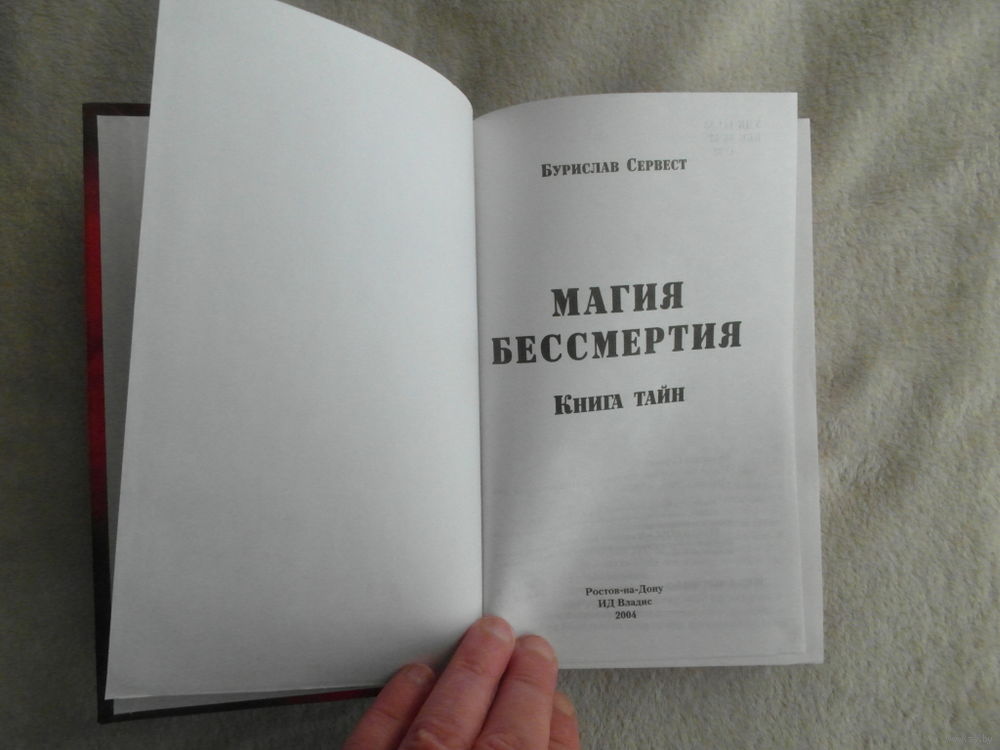 Бурислав Сервест
МАГИЯ
БЕССМЕРТИЯ
Книга тайн
Ростов-на-Дону
ИД Владис
2004